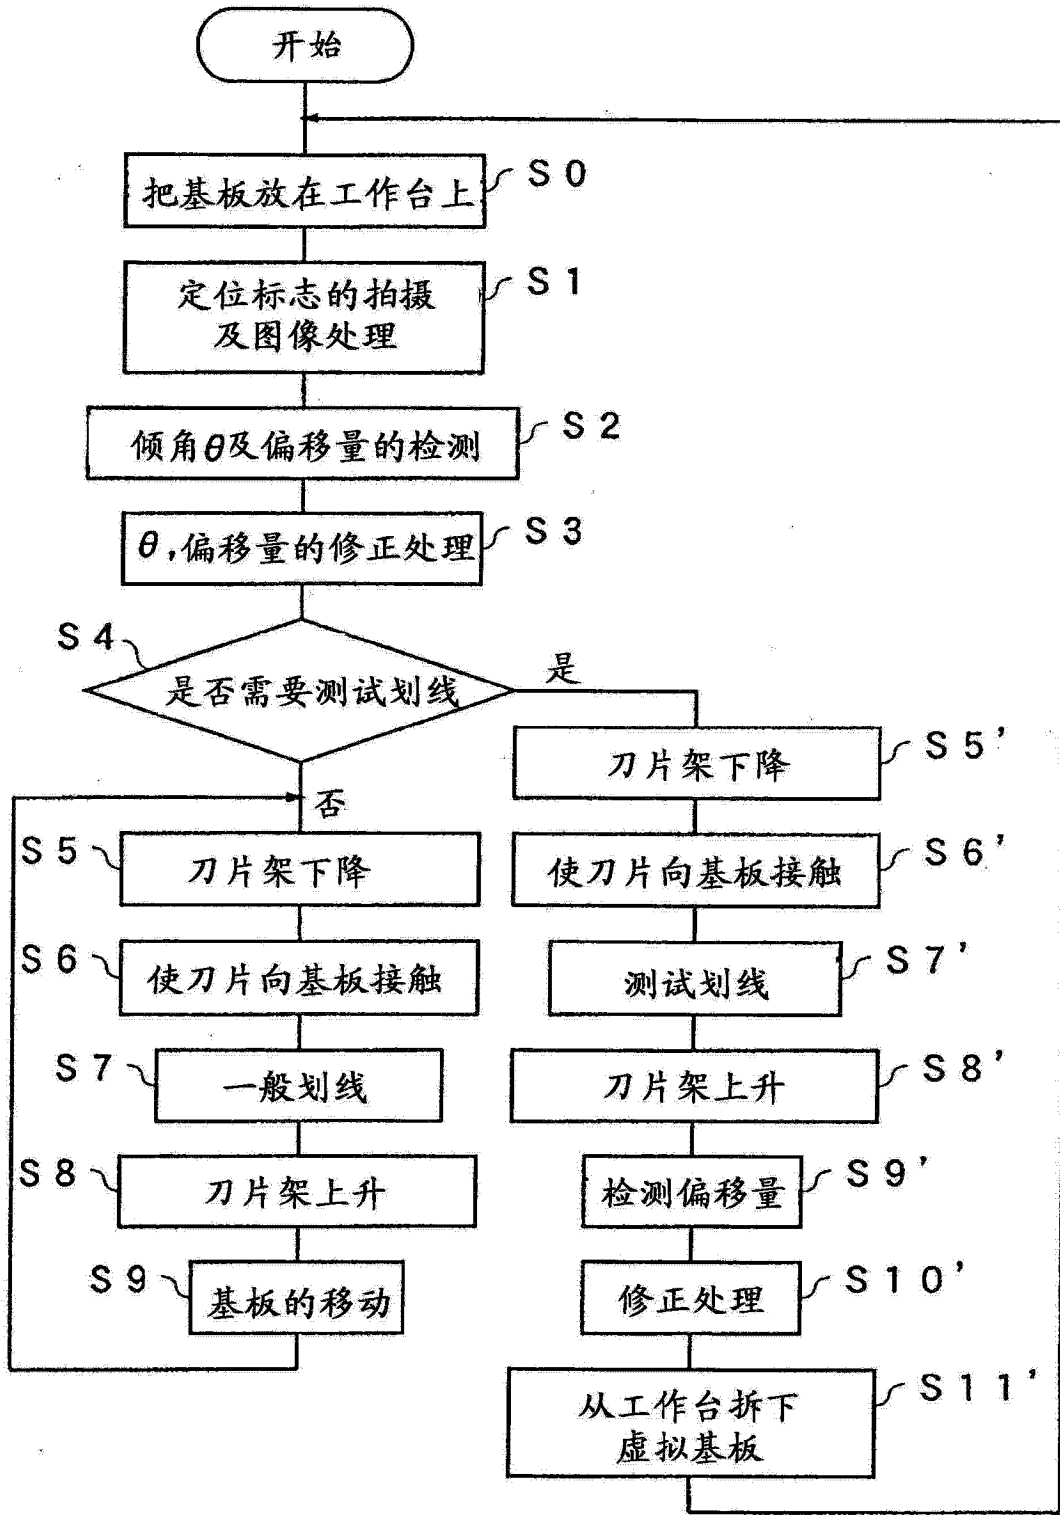 开始
把基板放在工作台上
S0
定位标志的拍摄
及图像处理
S1
倾角θ及偏移量的检测
S2
θ,偏移量的修正处理
S3
S4
是否需要测试划线
是
否
S5
刀片架下降
S6
使刀片向基板接触
S7
一般划线
S8
刀片架上升
S9
基板的移动
刀片架下降
S5'
使刀片向基板接触
S6'
测试划线
S7'
刀片架上升
S8'
检测偏移量
S9'
修正处理
S10'
从工作台拆下
虚拟基板
S11'